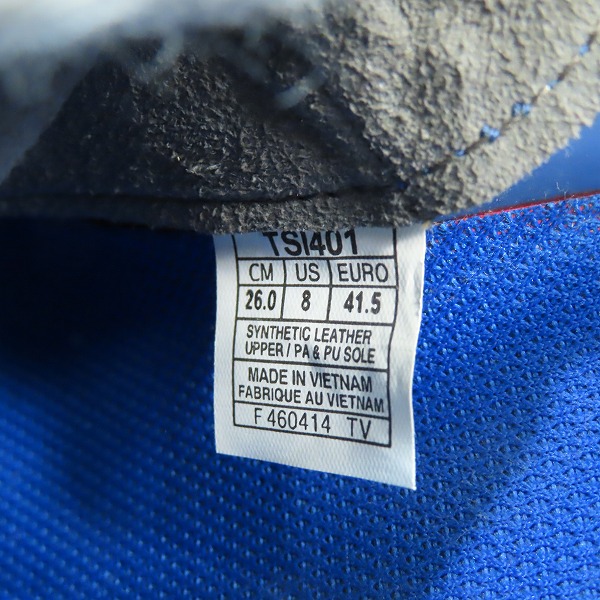 TSI401
CM US EURO
26.0 8 41.5
SYNTHETIC LEATHER
UPPER / PA & PU SOLE
MADE IN VIETNAM
FABRIQUE AU VIETNAM
F 460414 TV